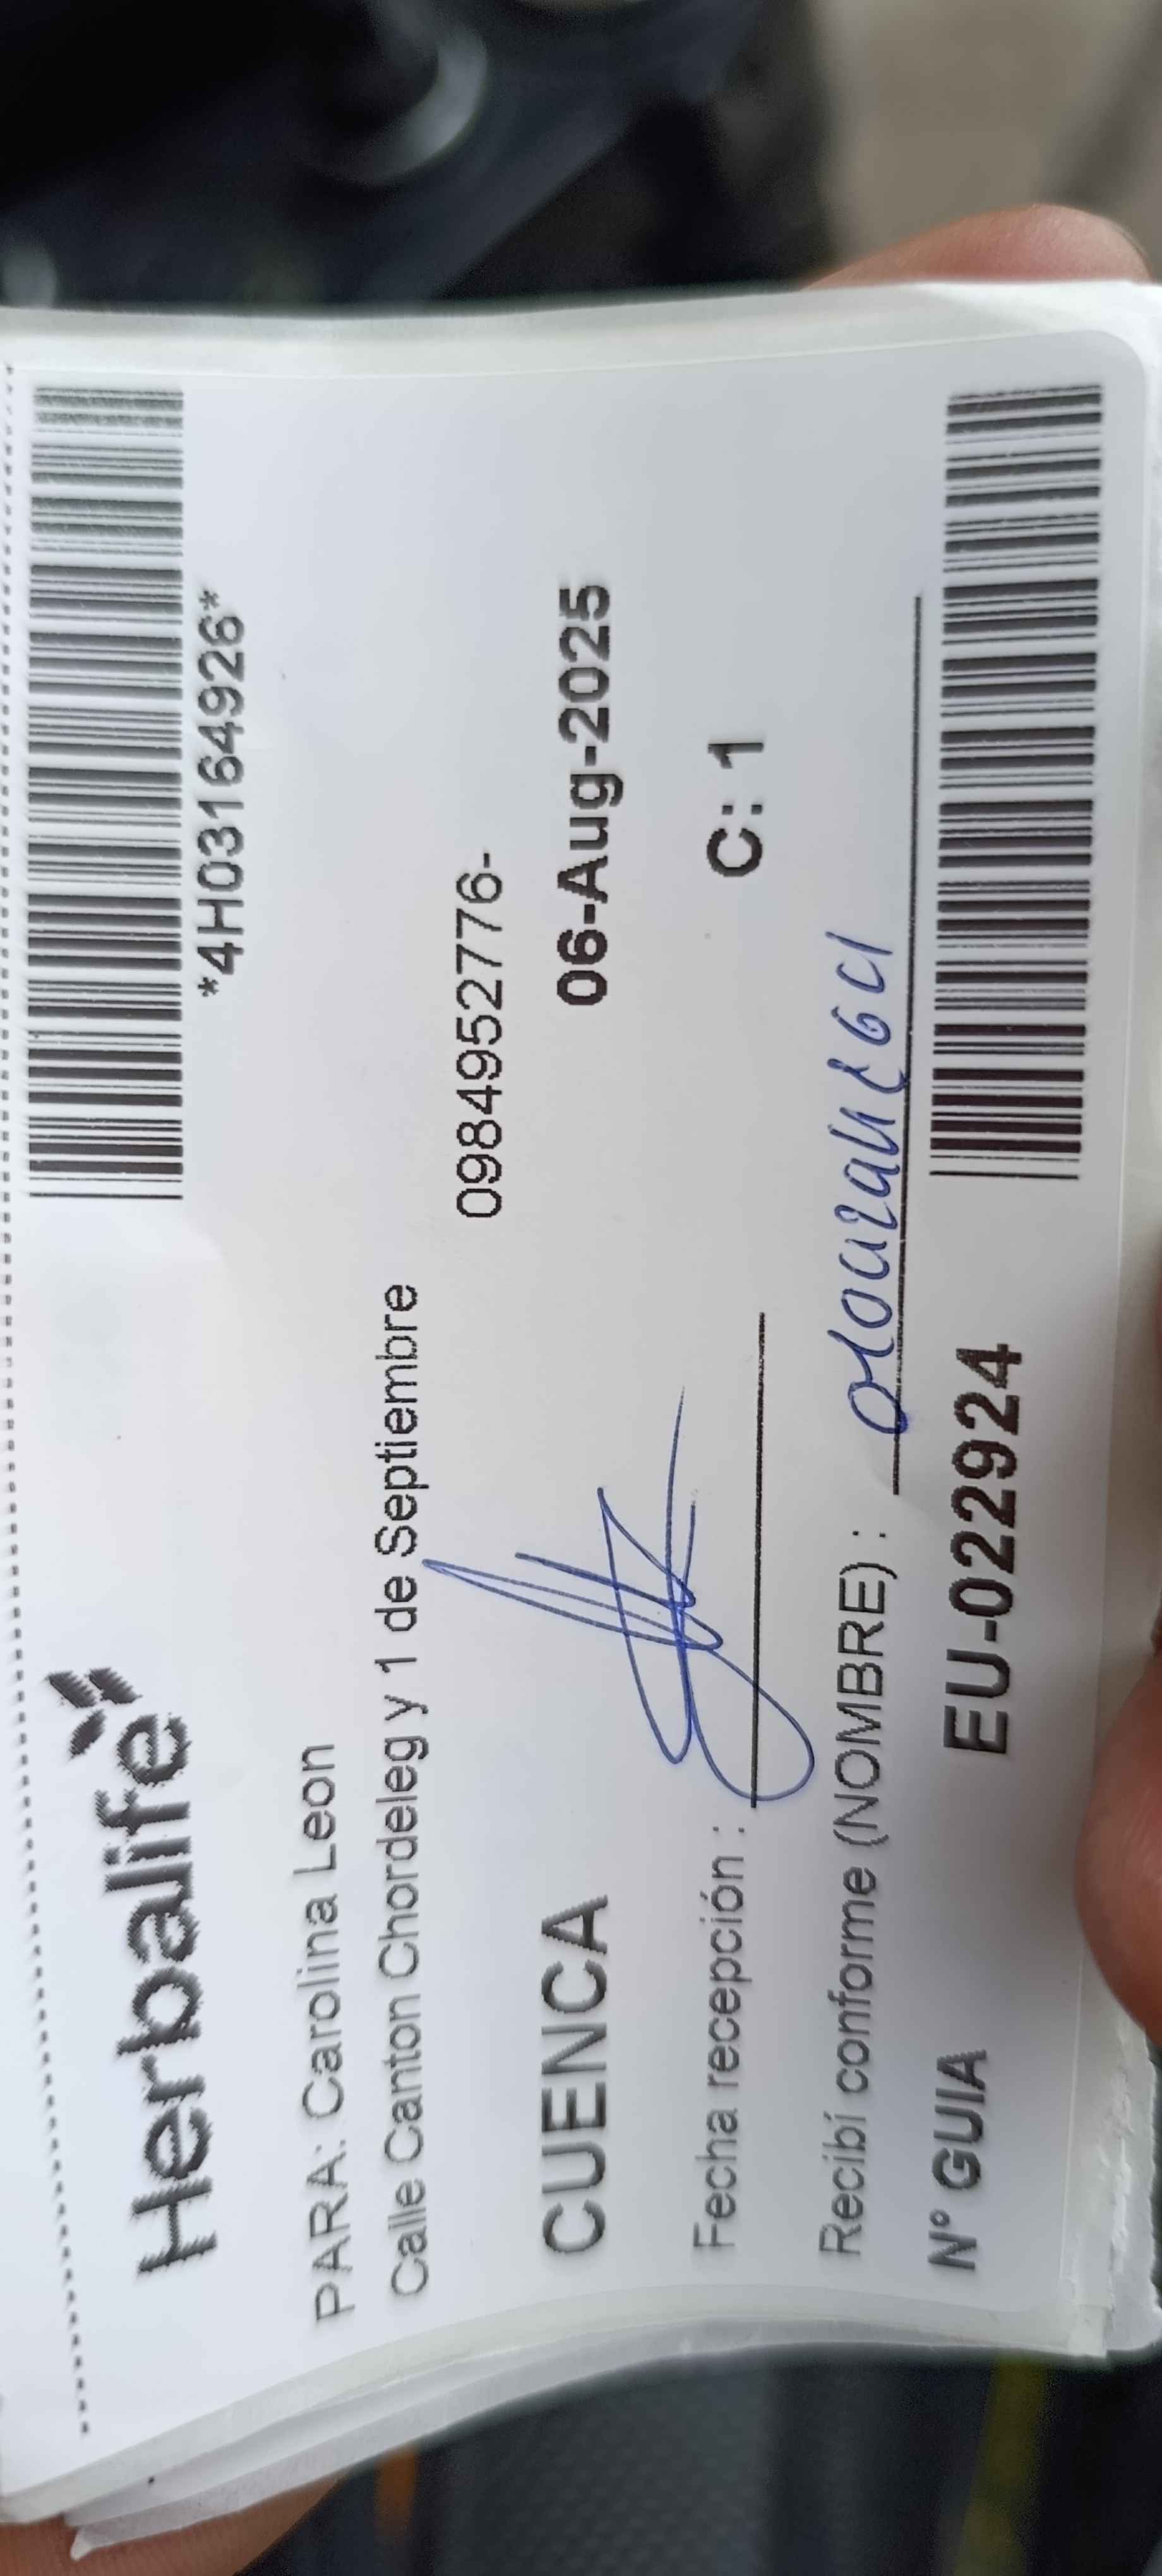 *4H03164926*
Herbalife
PARA: Carolina Leon
Calle Canton Chordeleg y 1 de Septiembre
0984952776-
CUENCA 06-Aug-2025
Fecha recepción : C: 1
Recibí conforme (NOMBRE) :
N° GUIA EU-022924